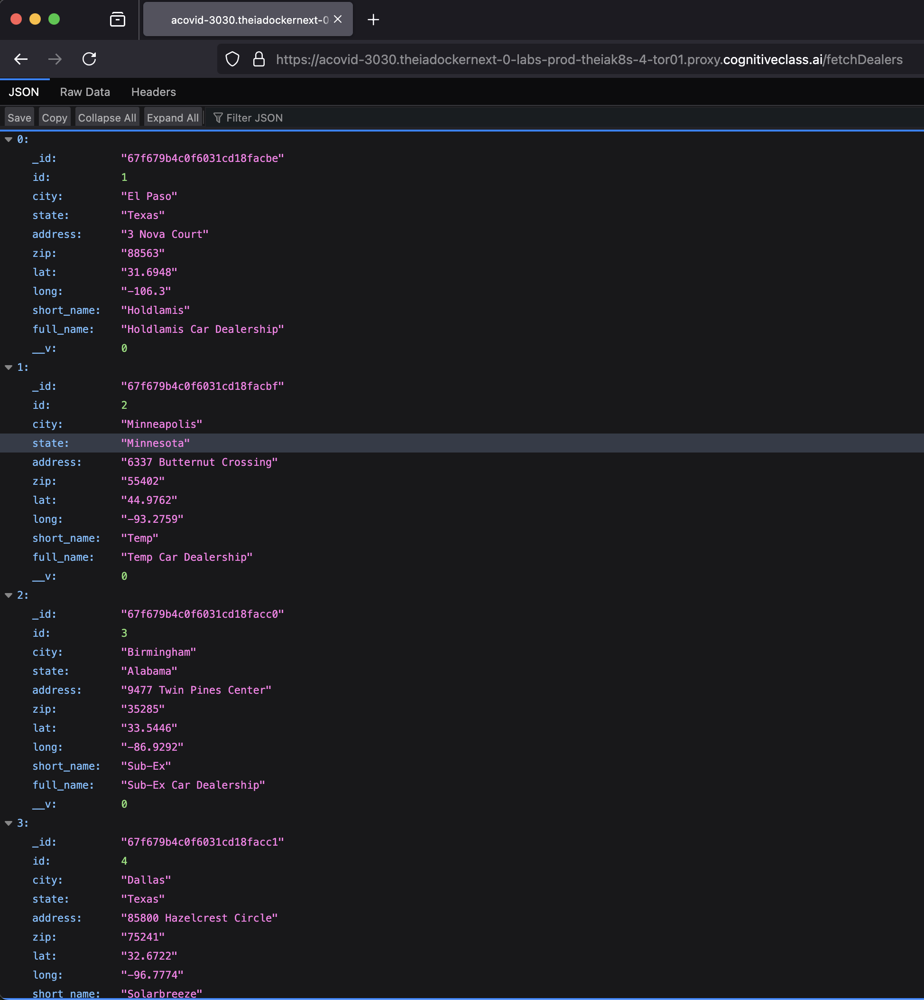 acovid-3030.theiadockernext-0
https://acovid-3030.theiadockernext-0-labs-prod-theiak8s-4-tor01.proxy.cognitiveclass.ai/fetchDealers
JSON Raw Data Headers
Save Copy Collapse All Expand All Filter JSON
0:
_id: "67f679b4c0f6031cd18facbe"
id: 1
city: "El Paso"
state: "Texas"
address: "3 Nova Court"
zip: "88563"
lat: "31.6948"
long: "-106.3"
short_name: "Holdlamis"
full_name: "Holdlamis Car Dealership"
__v: 0
1:
_id: "67f679b4c0f6031cd18facbf"
id: 2
city: "Minneapolis"
state: "Minnesota"
address: "6337 Butternut Crossing"
zip: "55402"
lat: "44.9762"
long: "-93.2759"
short_name: "Temp"
full_name: "Temp Car Dealership"
__v: 0
2:
_id: "67f679b4c0f6031cd18facc0"
id: 3
city: "Birmingham"
state: "Alabama"
address: "9477 Twin Pines Center"
zip: "35285"
lat: "33.5446"
long: "-86.9292"
short_name: "Sub-Ex"
full_name: "Sub-Ex Car Dealership"
__v: 0
3:
_id: "67f679b4c0f6031cd18facc1"
id: 4
city: "Dallas"
state: "Texas"
address: "85800 Hazelcrest Circle"
zip: "75241"
lat: "32.6722"
long: "-96.7774"
short_name: "Solarbreeze"